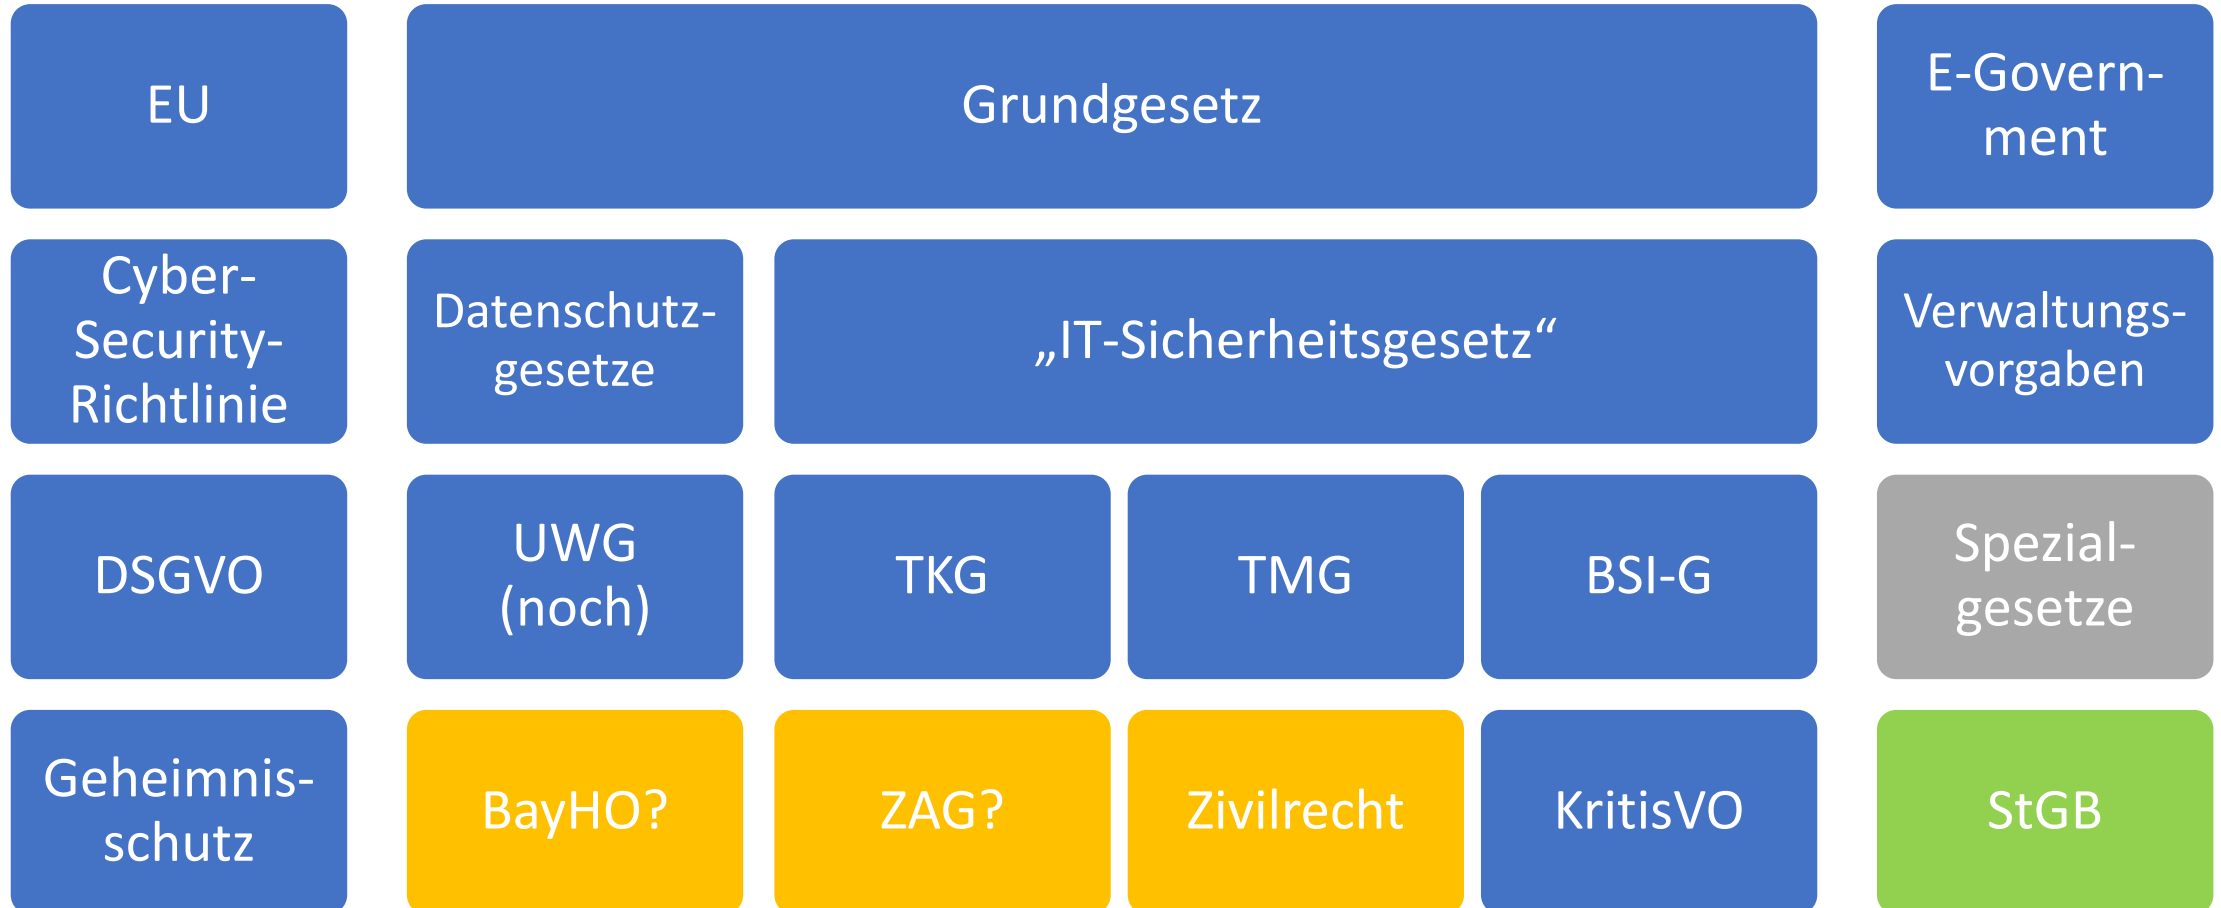 EU
Grundgesetz
E-Govern-
ment
Cyber-
Security-
Richtlinie
Datenschutz-
gesetze
„IT-Sicherheitsgesetz“
Verwaltungs-
vorgaben
DSGVO
UWG
(noch)
TKG
TMG
BSI-G
Spezial-
gesetze
Geheimnis-
schutz
BayHO?
ZAG?
Zivilrecht
KritisVO
StGB